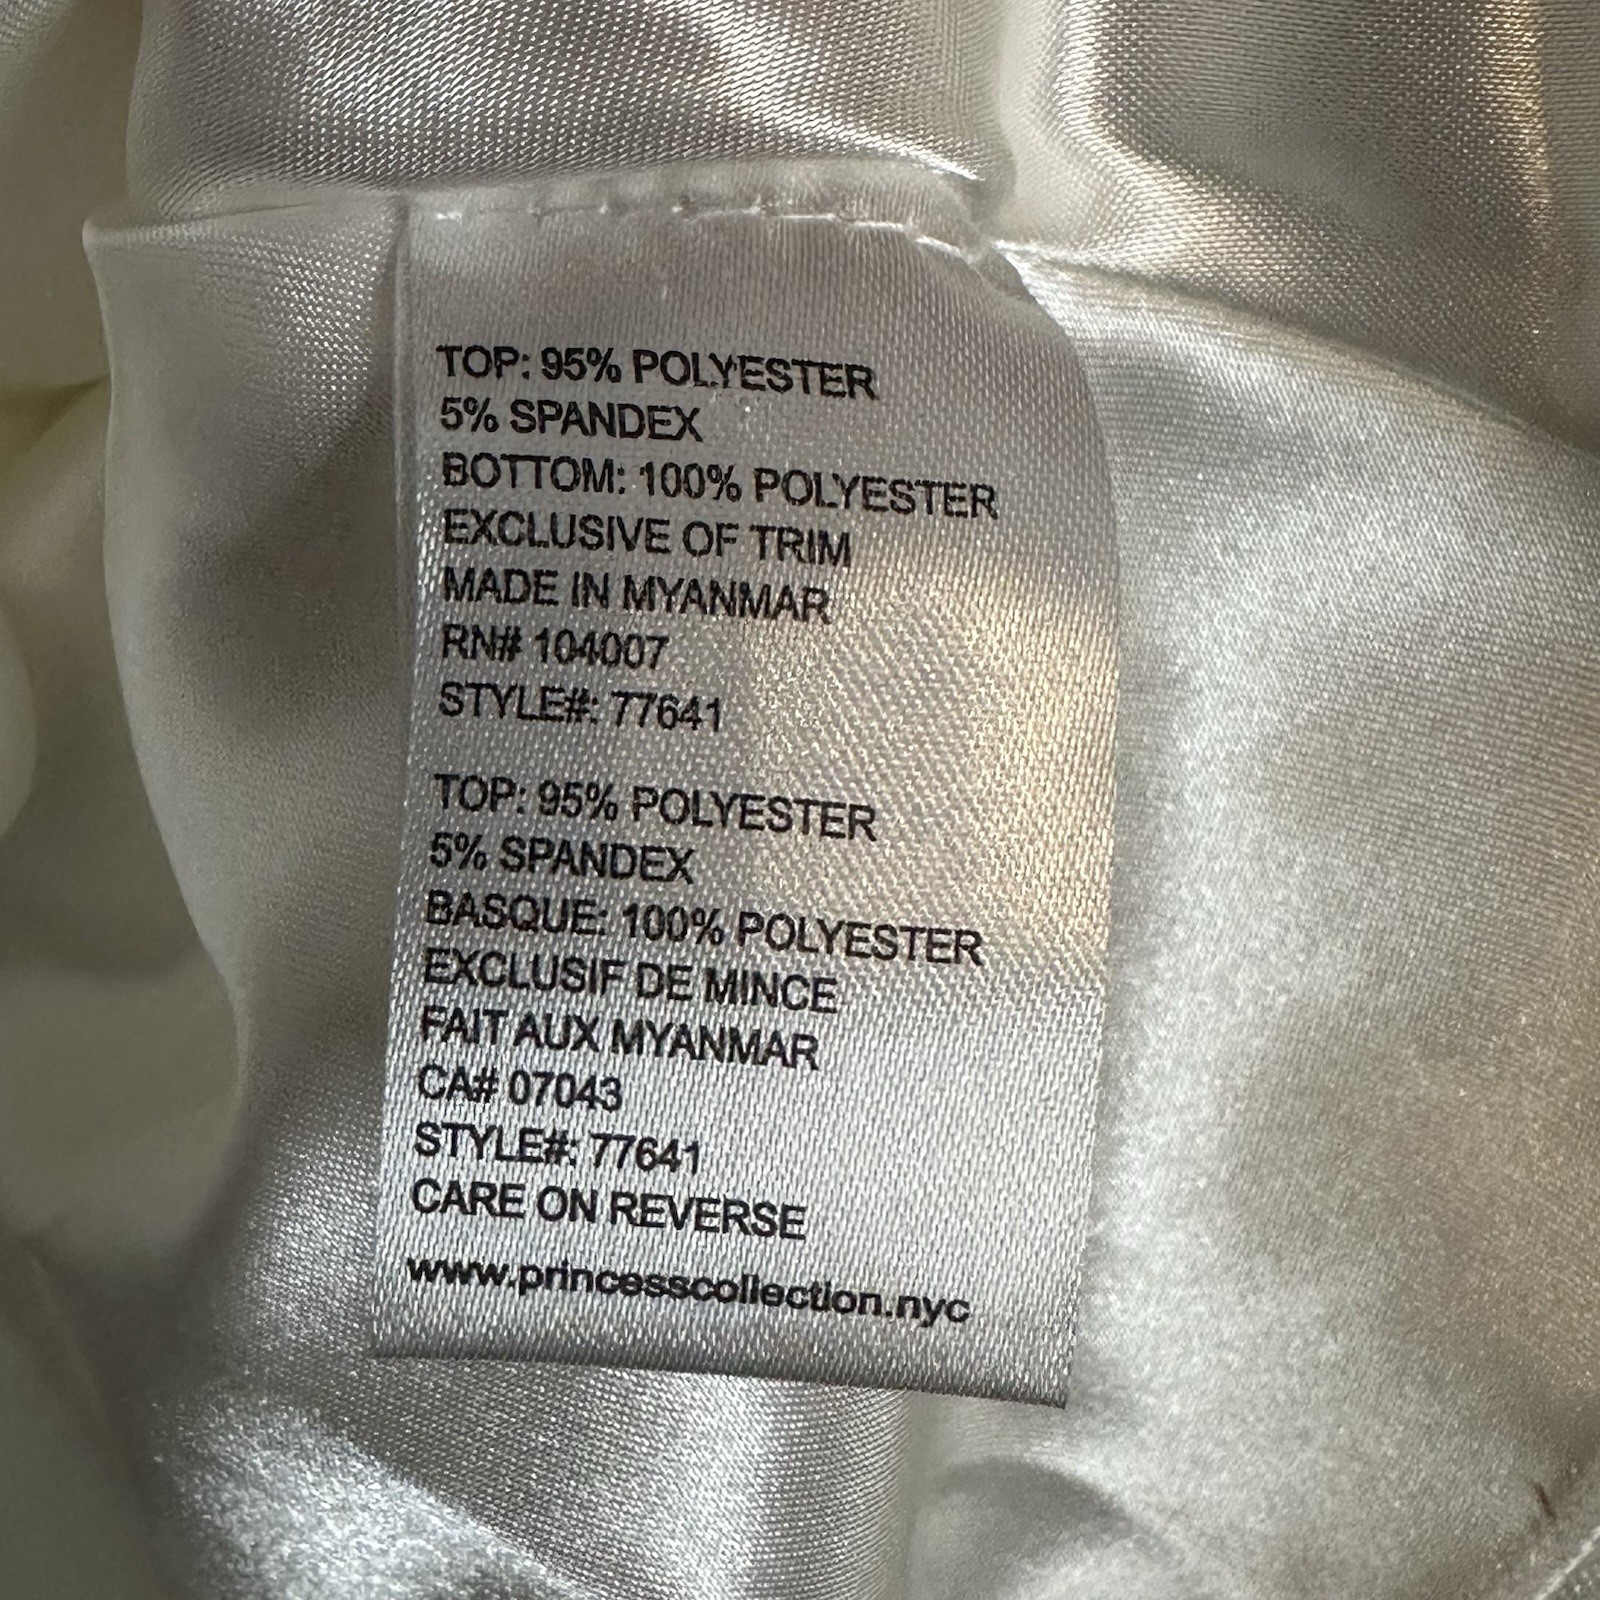 TOP: 95% POLYESTER
5% SPANDEX
BOTTOM: 100% POLYESTER
EXCLUSIVE OF TRIM
MADE IN MYANMAR
RN# 104007
STYLE#: 77641
TOP: 95% POLYESTER
5% SPANDEX
BASQUE: 100% POLYESTER
EXCLUSIF DE MINCE
FAIT AUX MYANMAR
CA# 07043
STYLE#: 77641
CARE ON REVERSE
www.princesscollection.nyc